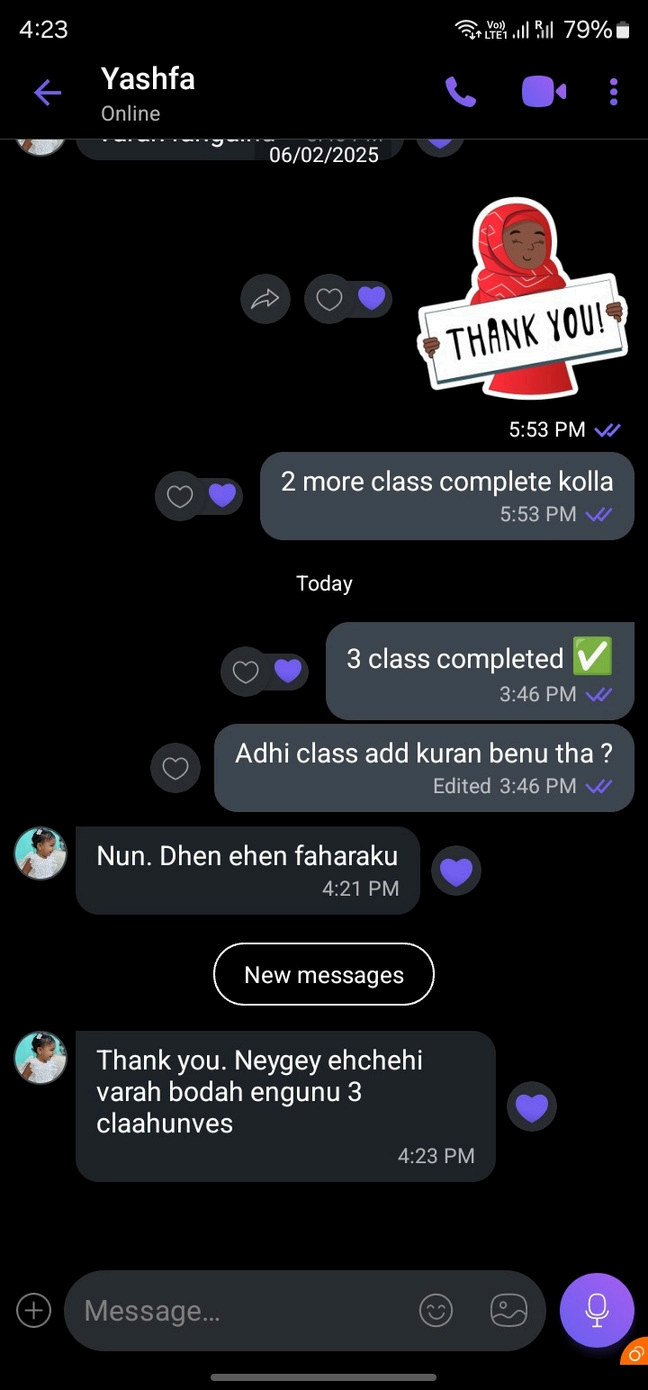 4:23
Vo))
LTE1
R
79%
Yashfa
Online
06/02/2025
THANK YOU!
5:53 PM
2 more class complete kolla
5:53 PM
Today
3 class completed ✅
3:46 PM
Adhi class add kuran benu tha ?
Edited 3:46 PM
Nun. Dhen ehen faharaku
4:21 PM
New messages
Thank you. Neygey ehchehi
varah bodah engunu 3
claahunves
4:23 PM
Message...